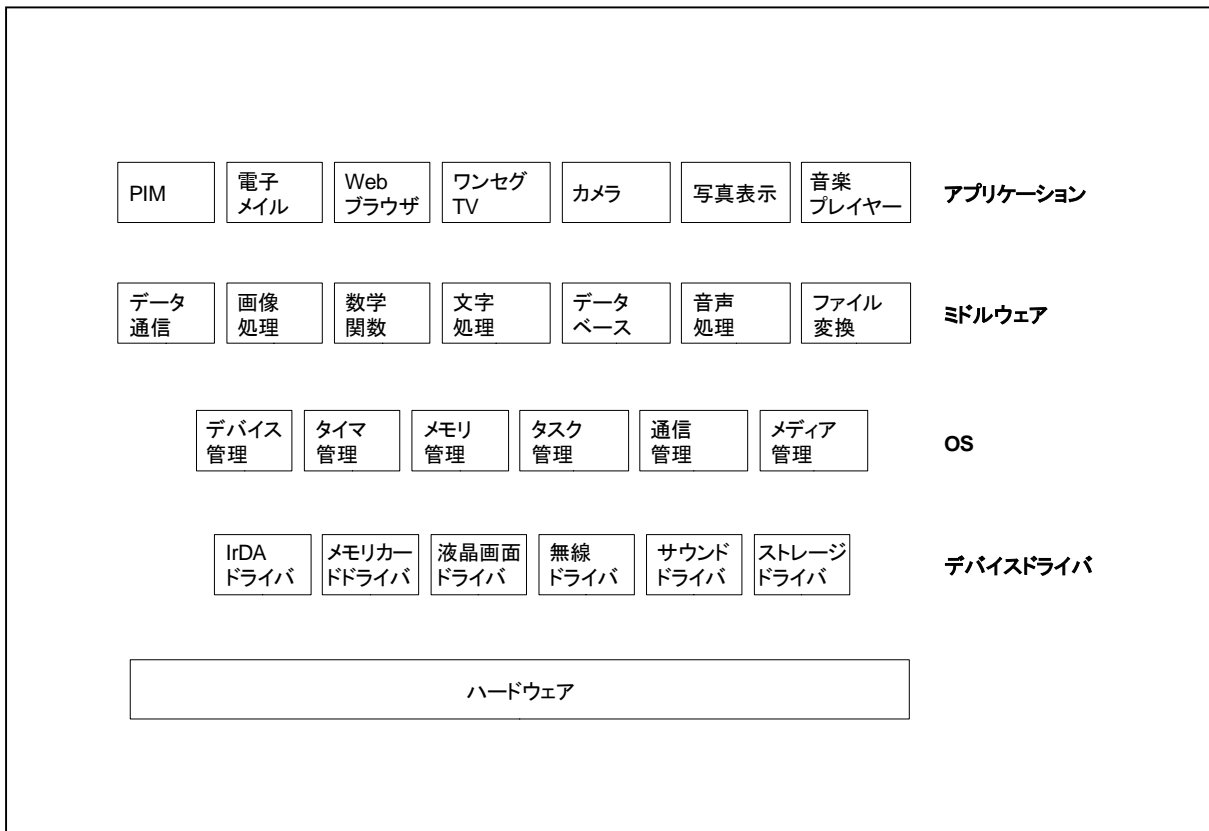 PIM
電子
メイル
Web
ブラウザ
ワンセグ
TV
カメラ
写真表示
音楽
プレイヤー
アプリケーション
データ
通信
画像
処理
数学
関数
文字
処理
データ
ベース
音声
処理
ファイル
変換
ミドルウェア
デバイス
管理
タイマ
管理
メモリ
管理
タスク
管理
通信
管理
メディア
管理
OS
IrDA
ドライバ
メモリカー
ドドライバ
液晶画面
ドライバ
無線
ドライバ
サウンド
ドライバ
ストレージ
ドライバ
デバイスドライバ
ハードウェア